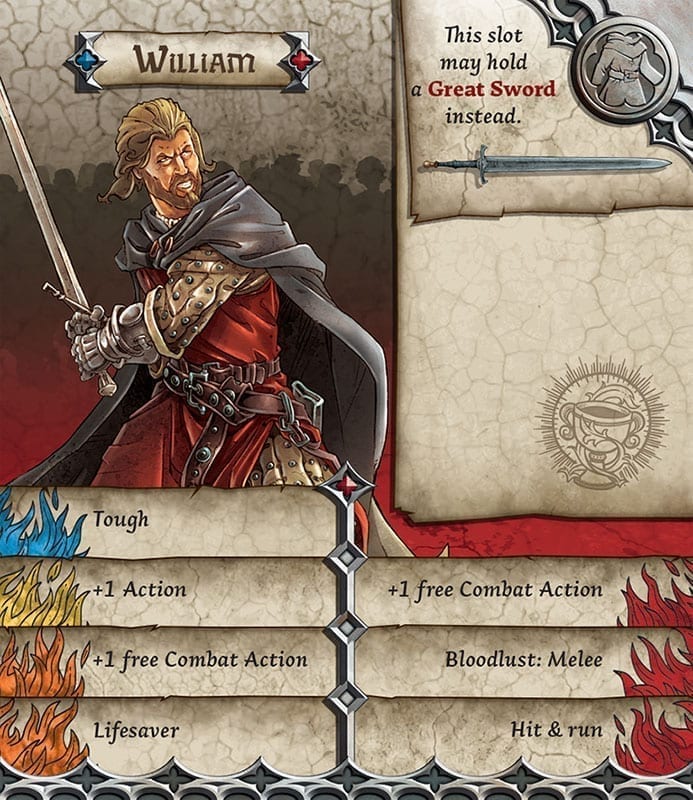 William
This slot
may hold
a Great Sword
instead.
Tough
+1 Action
+1 free Combat Action
Lifesaver
+1 free Combat Action
Bloodlust: Melee
Hit & run